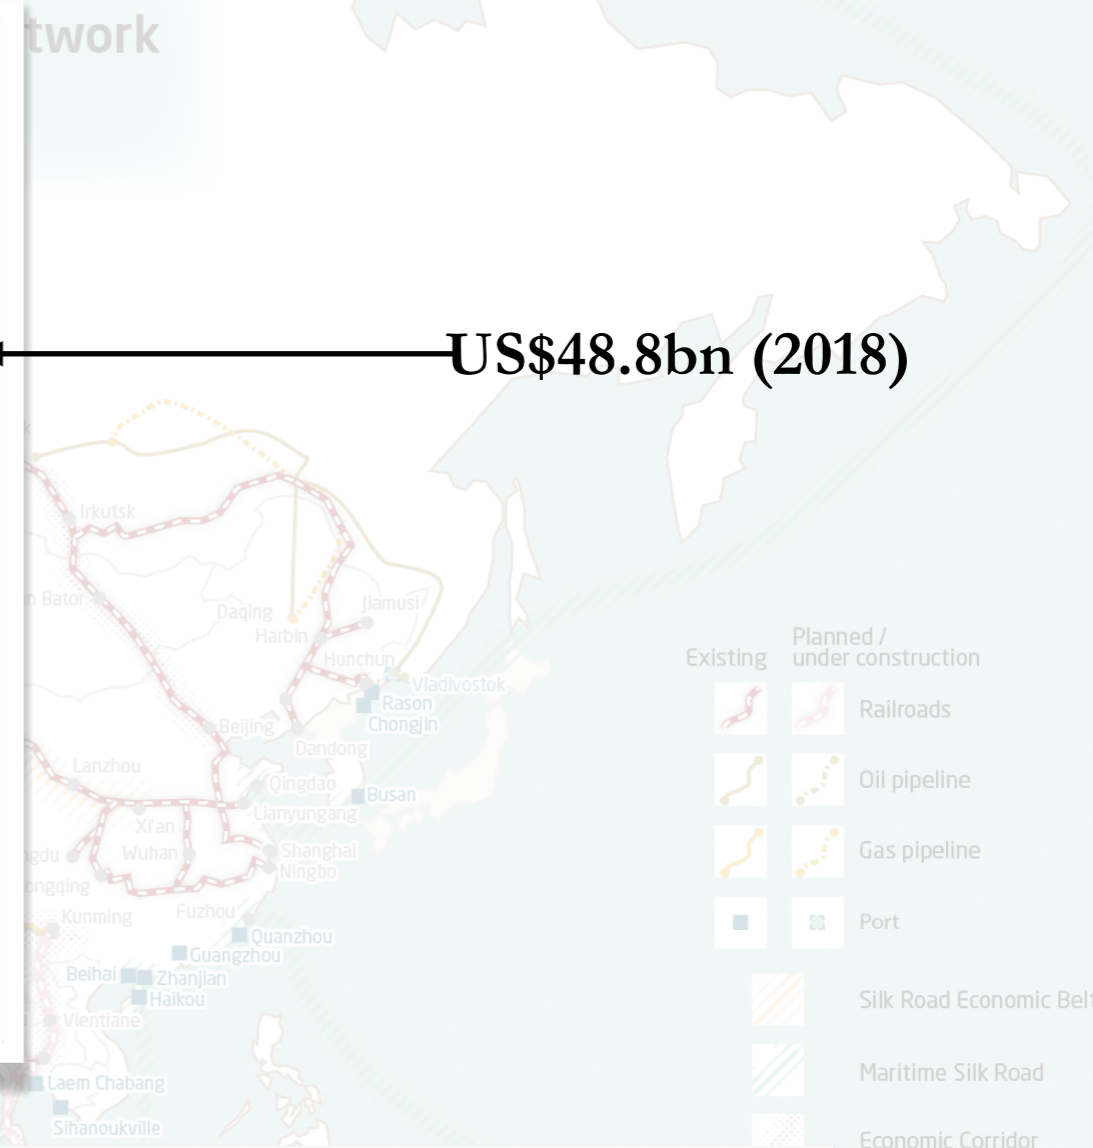 twork
US$48.8bn (2018)
Irkutsk
n Bator
Daqing
Jiamusi
Harbin
Hunchun
Vladivostok
Rason
Chongjin
Beijing
Dandong
Lanzhou
Qingdao
Busan
Lianyungang
Xi'an
Wuhan
Shanghai
gdu
Ningbo
ongqing
Kunming
Fuzhou
Quanzhou
Guangzhou
Beihai
Zhanjian
Haikou
Vientiane
Laem Chabang
Sihanoukville
Existing
Planned /
under construction
Railroads
Oil pipeline
Gas pipeline
Port
Silk Road Economic Belt
Maritime Silk Road
Economic Corridor